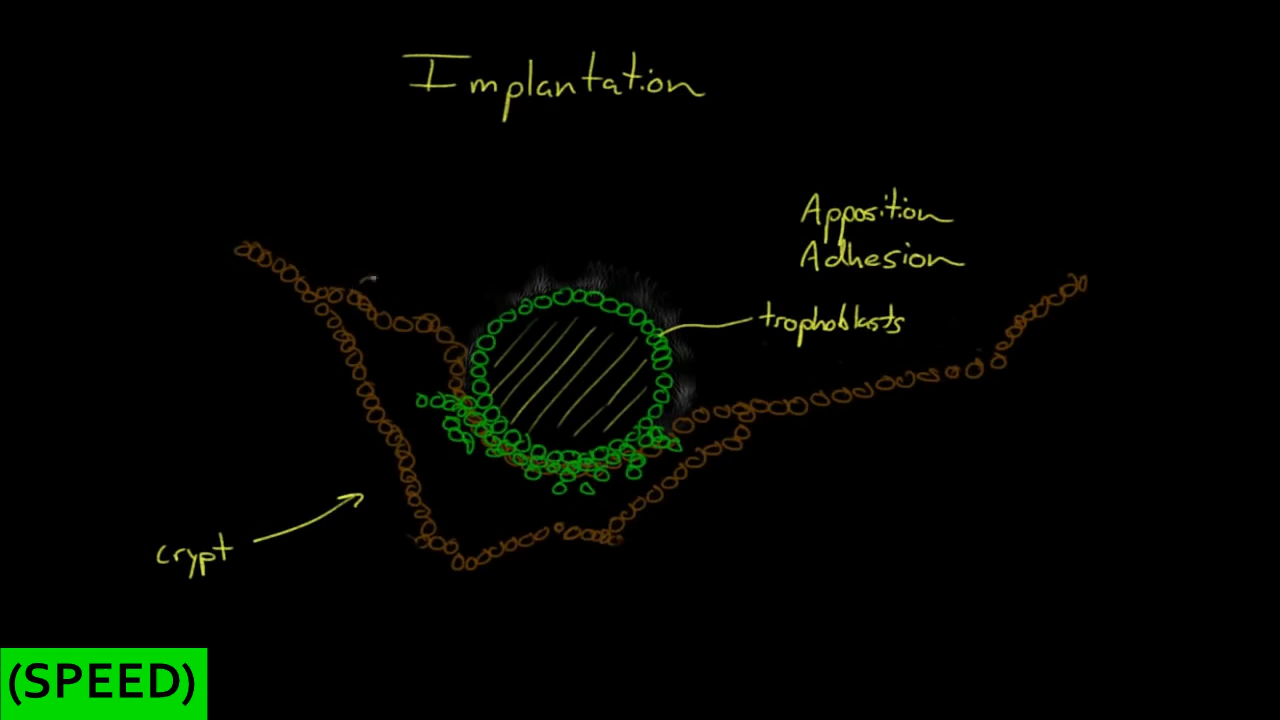 Implantation
Apposition
Adhesion
trophoblasts
crypt
(SPEED)